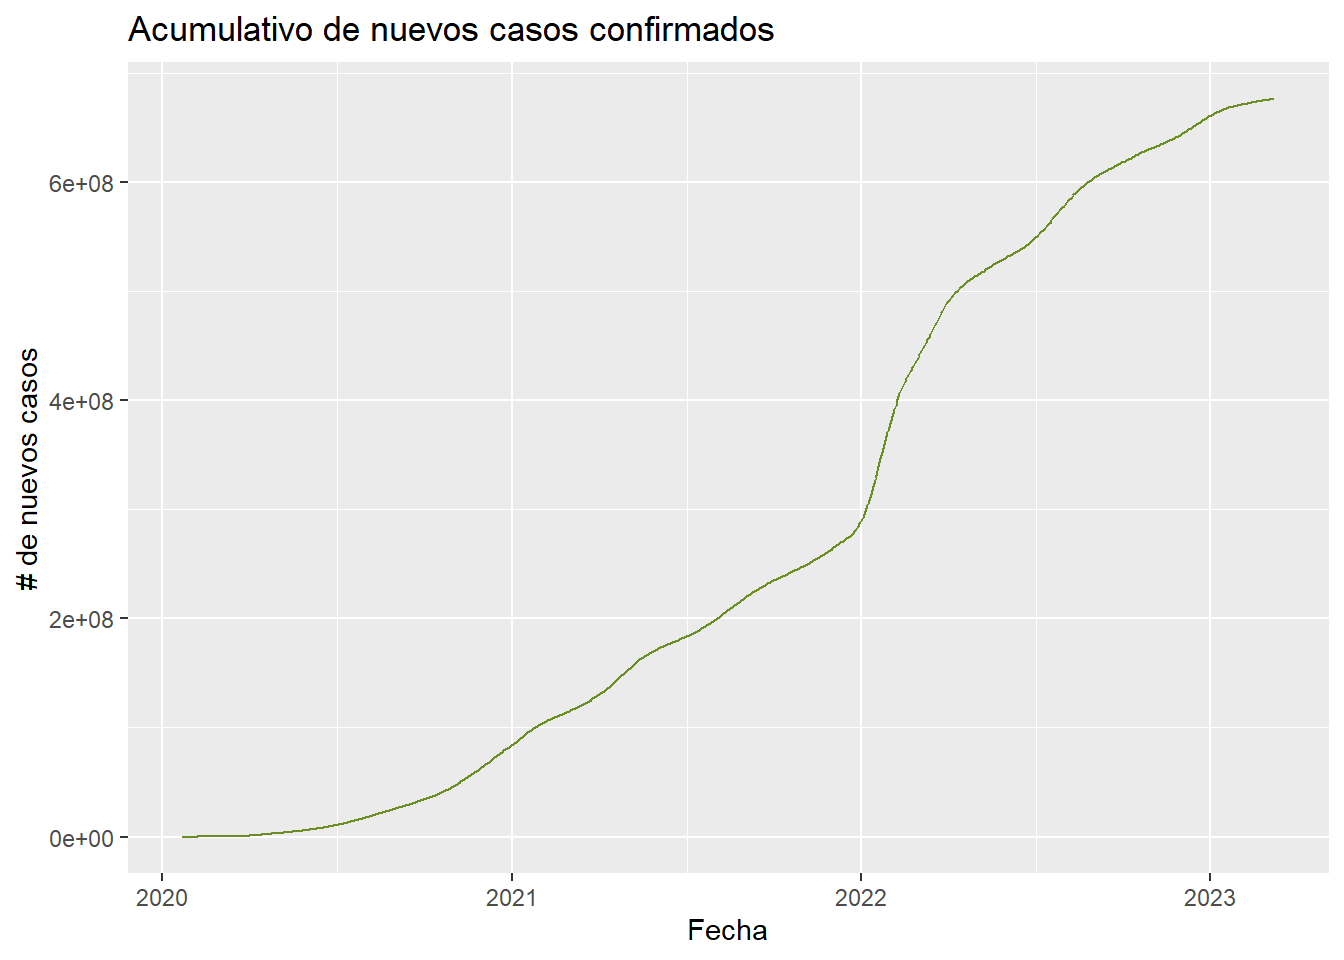 Acumulativo de nuevos casos confirmados
# de nuevos casos
6e+08
4e+08
2e+08
0e+00
2020 2021 2022 2023
Fecha